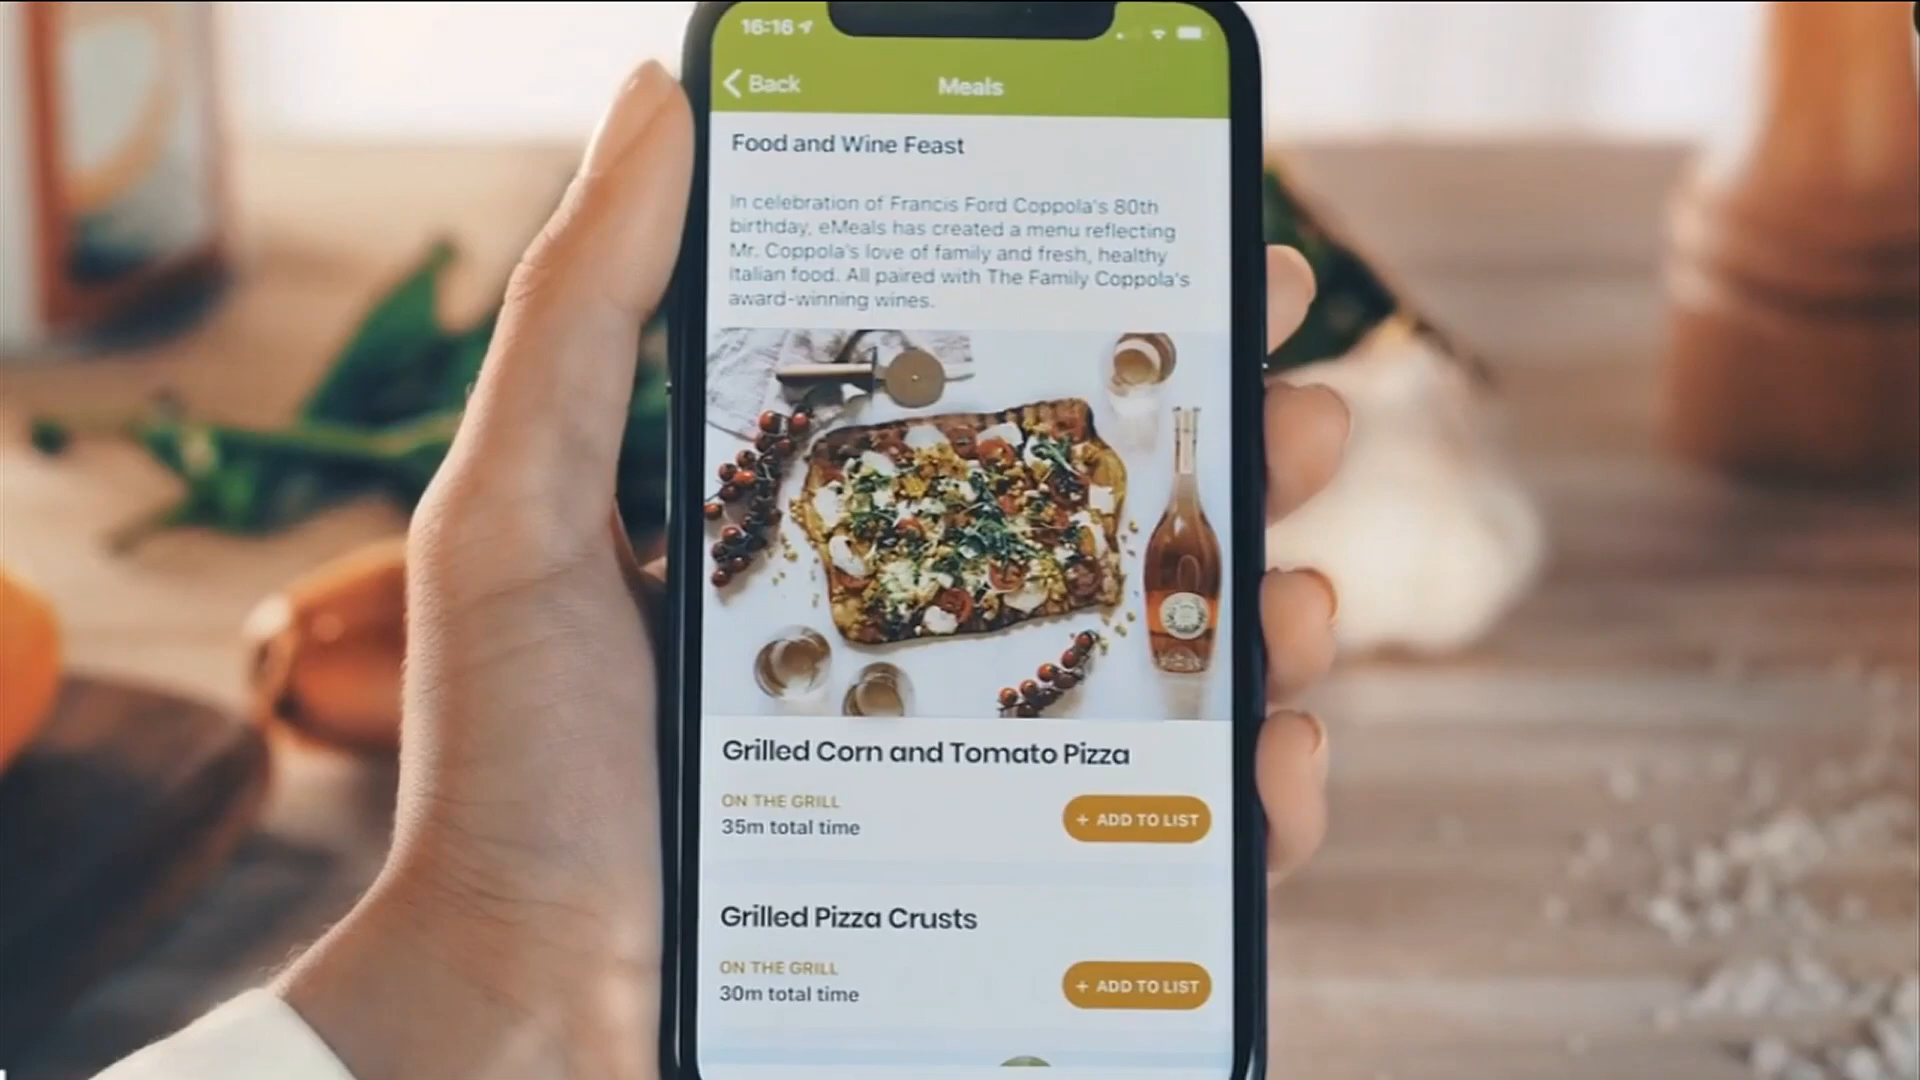 16:16
Back
Meals
Food and Wine Feast
In celebration of Francis Ford Coppola's 80th
birthday, eMeals has created a menu reflecting
Mr. Coppola's love of family and fresh, healthy
Italian food. All paired with The Family Coppola's
award-winning wines.
Grilled Corn and Tomato Pizza
ON THE GRILL
35m total time
+ ADD TO LIST
Grilled Pizza Crusts
ON THE GRILL
30m total time
+ ADD TO LIST